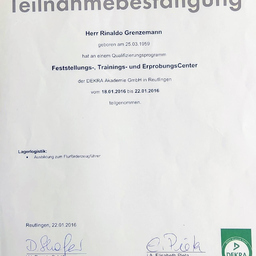 Teilnahmebestätigung
Herr Rinaldo Grenzemann
geboren am 25.03.1959
hat an einem Qualifizierungsprogramm
Feststellungs-, Trainings- und ErprobungsCenter
der DEKRA Akademie GmbH in Reutlingen
vom 18.01.2016 bis 22.01.2016
teilgenommen.
Lagerlogistik:
• Ausbildung zum Flurförderzeugführer
Reutlingen, 22.01.2016
DEKRA